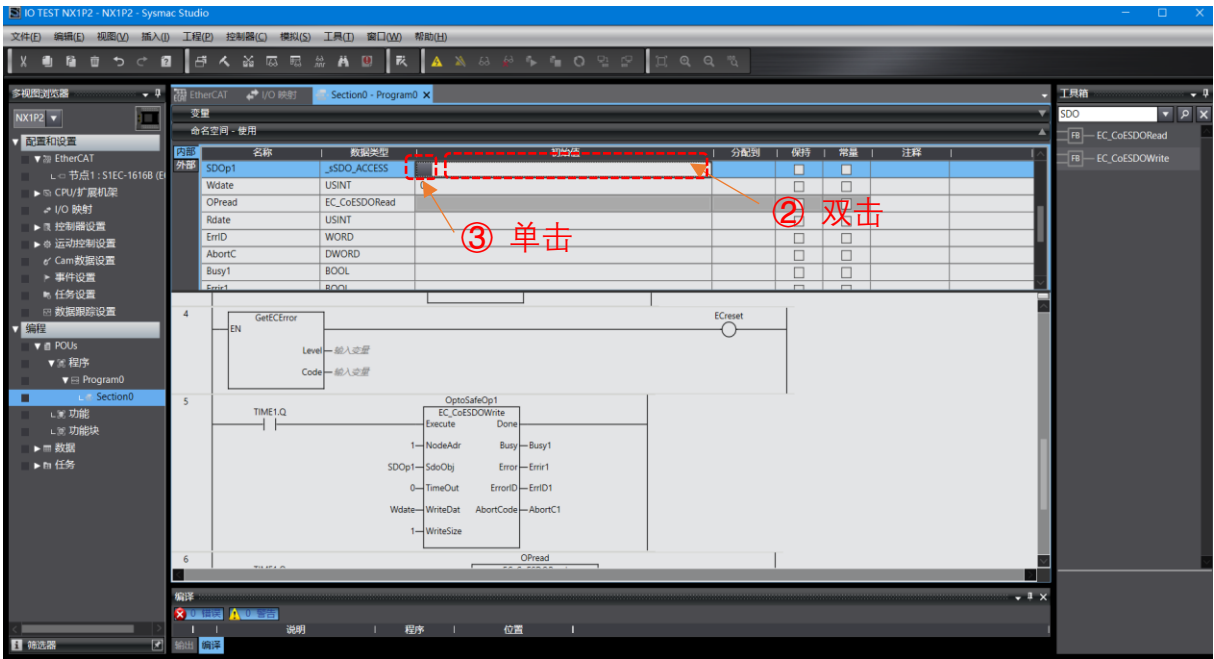 IO TEST NX1P2 - NX1P2 - Sysmac Studio
文件(F) 编辑(E) 视图(V) 插入(I) 工程(P) 控制器(C) 模拟(S) 工具(T) 窗口(W) 帮助(H)
多视图浏览器
NX1P2
配置和设置
EtherCAT
节点1 : S1EC-1616B (E
CPU/扩展机架
I/O 映射
控制器设置
运动控制设置
Cam数据设置
事件设置
任务设置
数据跟踪设置
编程
POUs
程序
Program0
Section0
功能
功能块
数据
任务
筛选器
EtherCAT I/O 映射 Section0 - Program0
变量
命名空间 - 使用
内部
外部
名称 数据类型 初始值 分配到 保持 常量 注释
SDOp1 _sSDO_ACCESS
Wdate USINT 0
OPread EC_CoESDORead
Rdate USINT
ErrID WORD
AbortC DWORD
Busy1 BOOL
Errir1 BOOL
② 双击
③ 单击
4
GetECError
EN
ECreset
Level 输入变量
Code 输入变量
5
TIME1.Q
OptoSafeOp1
EC_CoESDOWrite
Execute Done
1 NodeAdr Busy Busy1
SDOp1 SdoObj Error Errir1
0 TimeOut ErrorID ErrID1
Wdate WriteDat AbortCode AbortC1
1 WriteSize
6
OPread
编译
0 错误 0 警告
说明 程序 位置
输出 编译
工具箱
SDO
FB EC_CoESDORead
FB EC_CoESDOWrite